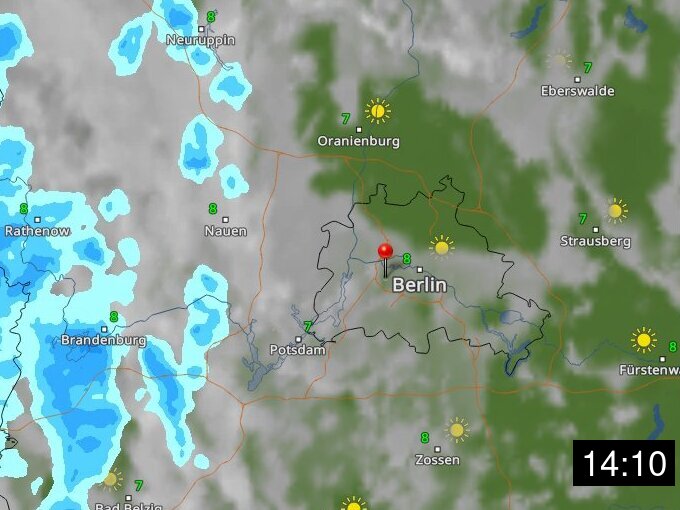 8
Neuruppin
7
Eberswalde
7
Oranienburg
8
Rathenow
8
Nauen
7
Strausberg
8
Berlin
8
Brandenburg
7
Potsdam
8
Fürstenwa
8
Zossen
14:10
7
Bad Belzig